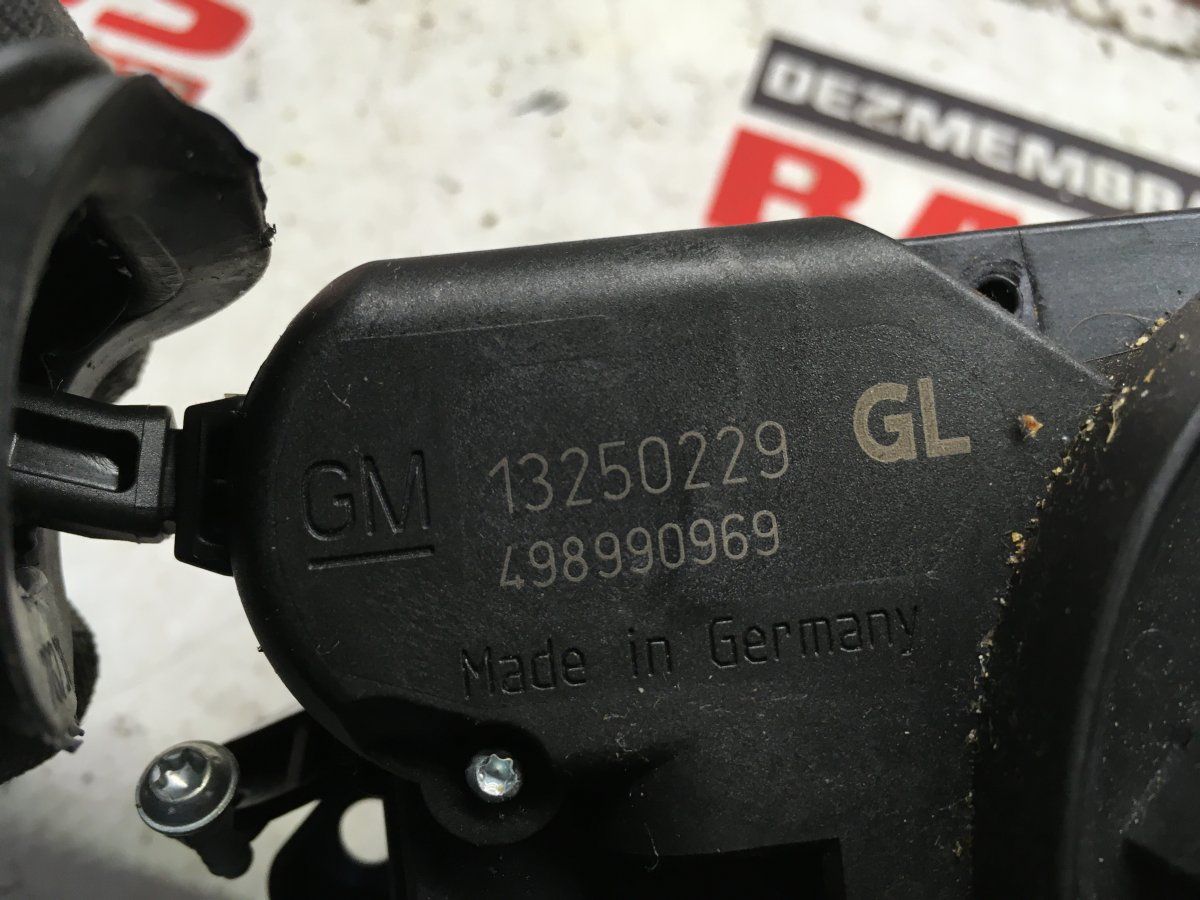 DEZMEMBR
GM 13250229 GL
498990969
Made in Germany